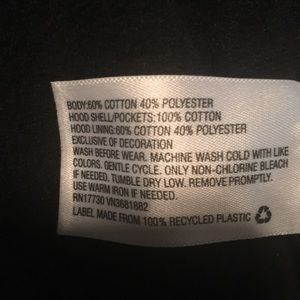 BODY:60% COTTON 40% POLYESTER
HOOD SHELL/POCKETS:100% COTTON
HOOD LINING:60% COTTON 40% POLYESTER
EXCLUSIVE OF DECORATION
WASH BEFORE WEAR. MACHINE WASH COLD WITH LIKE
COLORS. GENTLE CYCLE. ONLY NON-CHLORINE BLEACH
IF NEEDED. TUMBLE DRY LOW. REMOVE PROMPTLY.
USE WARM IRON IF NEEDED.
RN17730 VN3681882
LABEL MADE FROM 100% RECYCLED PLASTIC